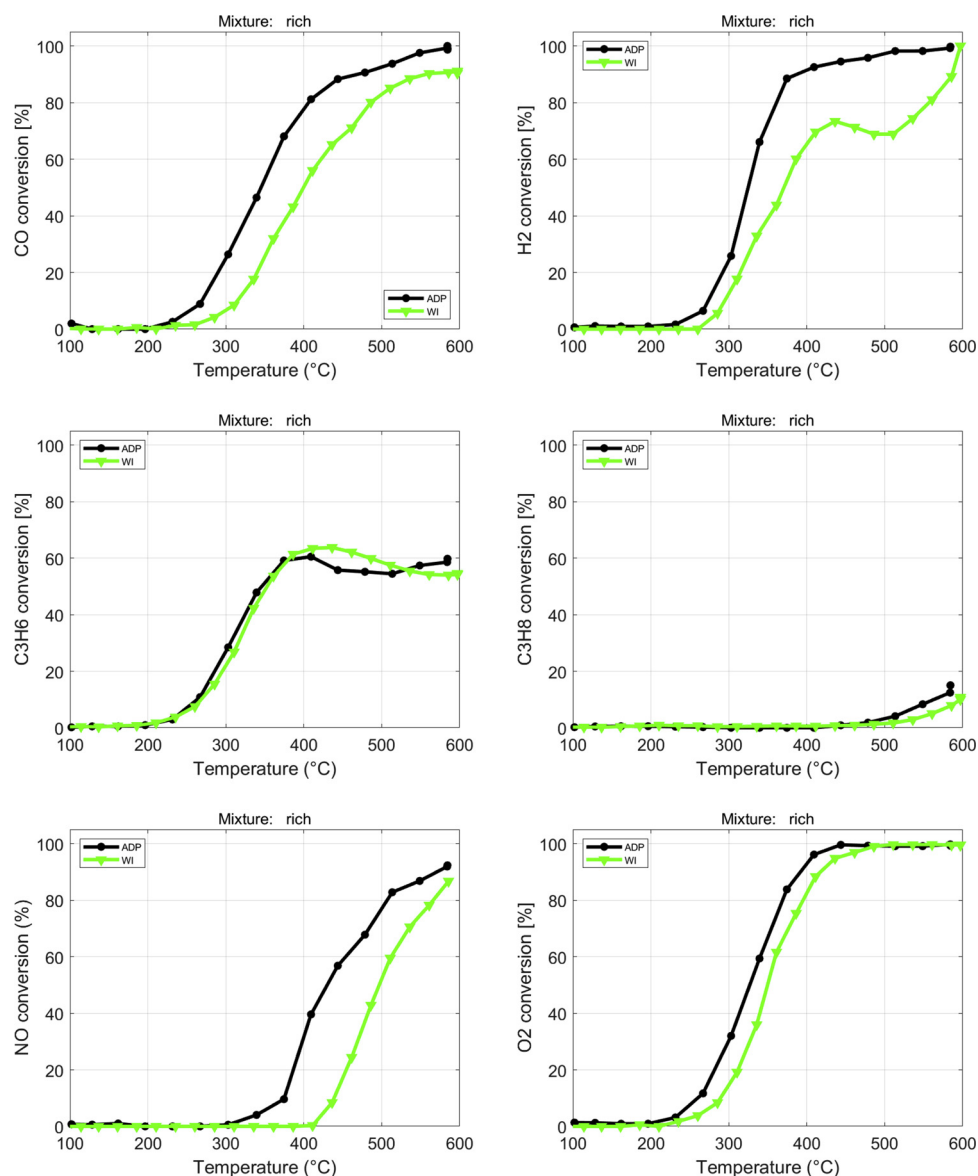 Mixture: rich
100
80
60
40
20
0
CO conversion [%]
ADP
WI
100 200 300 400 500 600
Temperature (°C)
Mixture: rich
100
80
60
40
20
0
H2 conversion [%]
ADP
WI
100 200 300 400 500 600
Temperature (°C)
Mixture: rich
100
80
60
40
20
0
C3H6 conversion [%]
ADP
WI
100 200 300 400 500 600
Temperature (°C)
Mixture: rich
100
80
60
40
20
0
C3H8 conversion [%]
ADP
WI
100 200 300 400 500 600
Temperature (°C)
Mixture: rich
100
80
60
40
20
0
NO conversion (%)
ADP
WI
100 200 300 400 500 600
Temperature (°C)
Mixture: rich
100
80
60
40
20
0
O2 conversion [%]
ADP
WI
100 200 300 400 500 600
Temperature (°C)